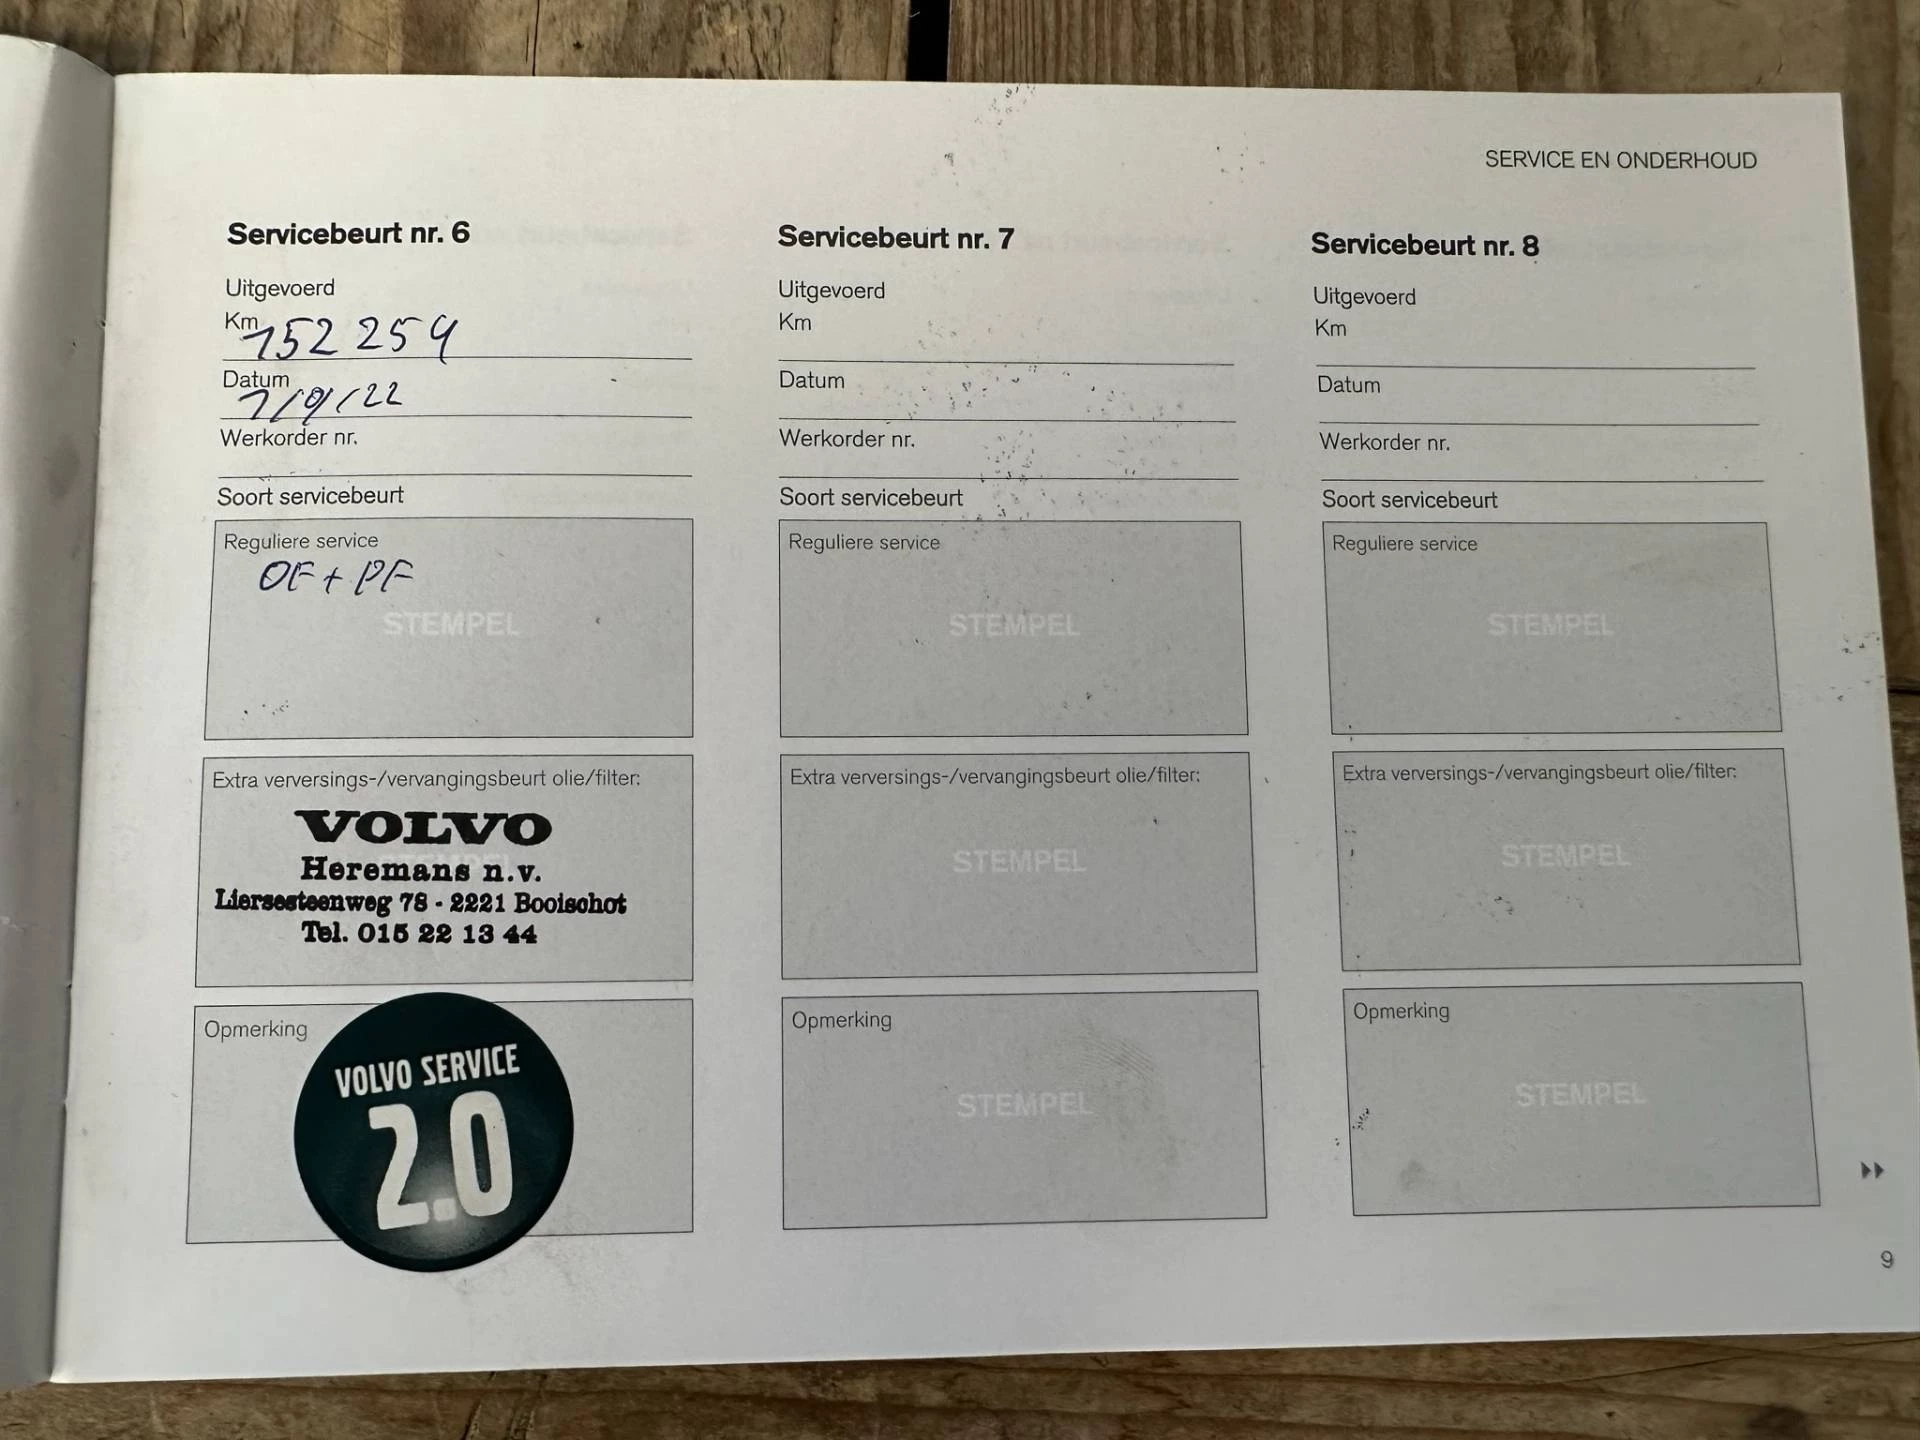 SERVICE EN ONDERHOUD
Servicebeurt nr. 6
Uitgevoerd
Km 152 254
Datum 1/9/22
Werkorder nr.
Soort servicebeurt
Reguliere service
OF + PF
STEMPEL
Extra verversings-/vervangingsbeurt olie/filter:
VOLVO
Heremans n.v.
Liersesteenweg 78 - 2221 Booischot
Tel. 015 22 13 44
Opmerking
VOLVO SERVICE
2.0
Servicebeurt nr. 7
Uitgevoerd
Km
Datum
Werkorder nr.
Soort servicebeurt
Reguliere service
STEMPEL
Extra verversings-/vervangingsbeurt olie/filter:
STEMPEL
Opmerking
STEMPEL
Servicebeurt nr. 8
Uitgevoerd
Km
Datum
Werkorder nr.
Soort servicebeurt
Reguliere service
STEMPEL
Extra verversings-/vervangingsbeurt olie/filter:
STEMPEL
Opmerking
STEMPEL
9